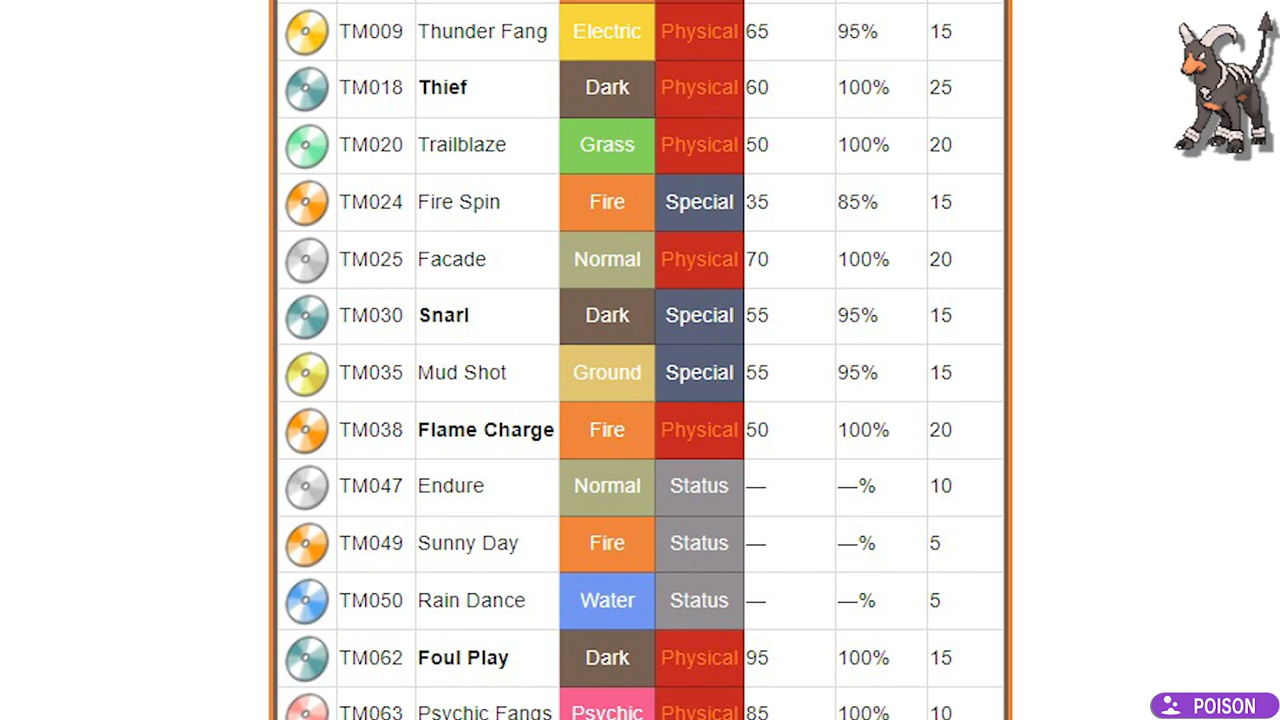 TM009 Thunder Fang Electric Physical 65 95% 15
TM018 Thief Dark Physical 60 100% 25
TM020 Trailblaze Grass Physical 50 100% 20
TM024 Fire Spin Fire Special 35 85% 15
TM025 Facade Normal Physical 70 100% 20
TM030 Snarl Dark Special 55 95% 15
TM035 Mud Shot Ground Special 55 95% 15
TM038 Flame Charge Fire Physical 50 100% 20
TM047 Endure Normal Status — —% 10
TM049 Sunny Day Fire Status — —% 5
TM050 Rain Dance Water Status — —% 5
TM062 Foul Play Dark Physical 95 100% 15
TM063 Psychic Fangs Psychic Physical 85 100% 10
POISON